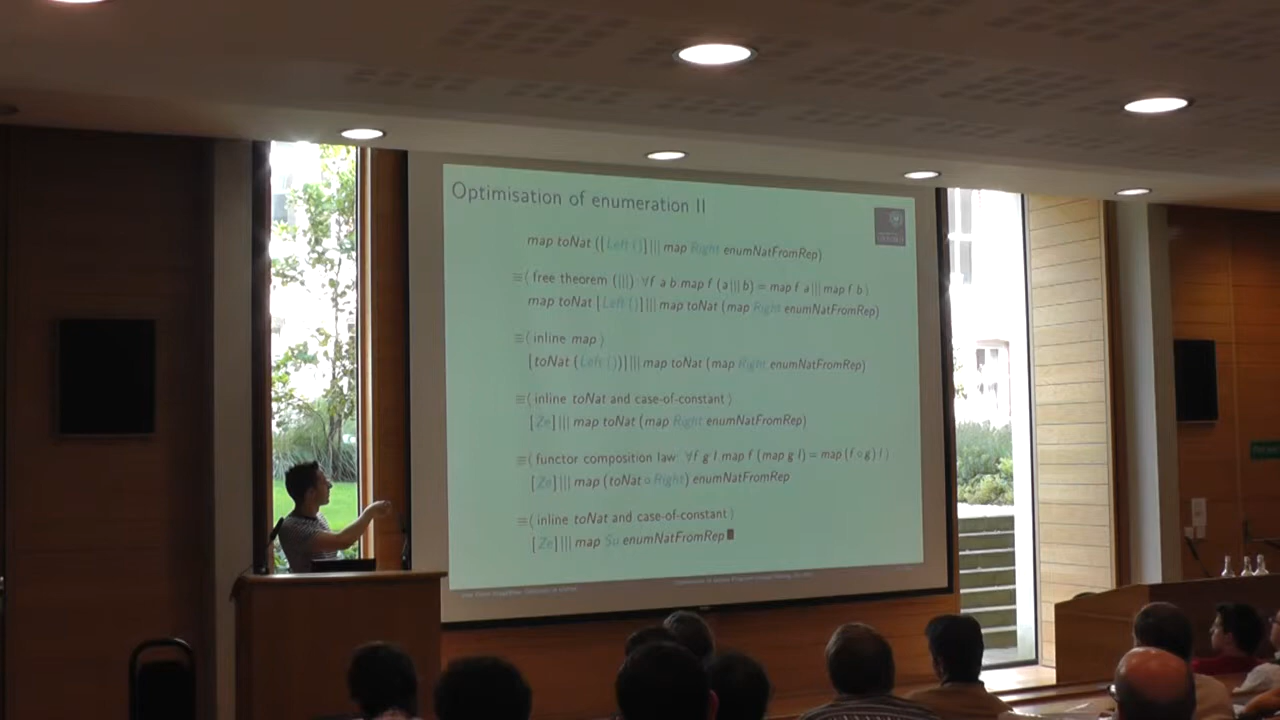 Optimisation of enumeration II
map toNat ([Left ()] ||| map Right enumNatFromRep)
≡⟨ free theorem (|||): ∀f a b. map f (a ||| b) = map f a ||| map f b ⟩
map toNat [Left ()] ||| map toNat (map Right enumNatFromRep)
≡⟨ inline map ⟩
[toNat (Left ())] ||| map toNat (map Right enumNatFromRep)
≡⟨ inline toNat and case-of-constant ⟩
[Ze] ||| map toNat (map Right enumNatFromRep)
≡⟨ functor composition law: ∀f g l. map f (map g l) = map (f ∘ g) l ⟩
[Ze] ||| map (toNat ∘ Right) enumNatFromRep
≡⟨ inline toNat and case-of-constant ⟩
[Ze] ||| map Su enumNatFromRep